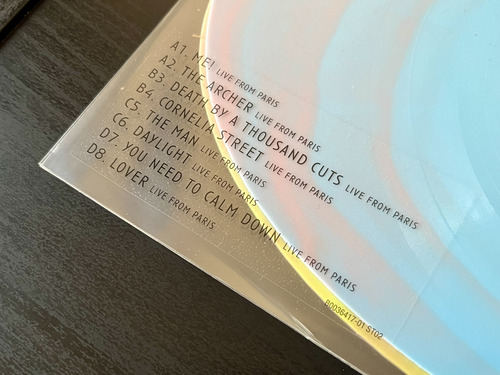 A1. ME! LIVE FROM PARIS
A2. THE ARCHER LIVE FROM PARIS
B3. DEATH BY A THOUSAND CUTS LIVE FROM PARIS
B4. CORNELIA STREET LIVE FROM PARIS
C5. THE MAN LIVE FROM PARIS
C6. DAYLIGHT LIVE FROM PARIS
D7. YOU NEED TO CALM DOWN LIVE FROM PARIS
D8. LOVER LIVE FROM PARIS
B0036417-01 ST02